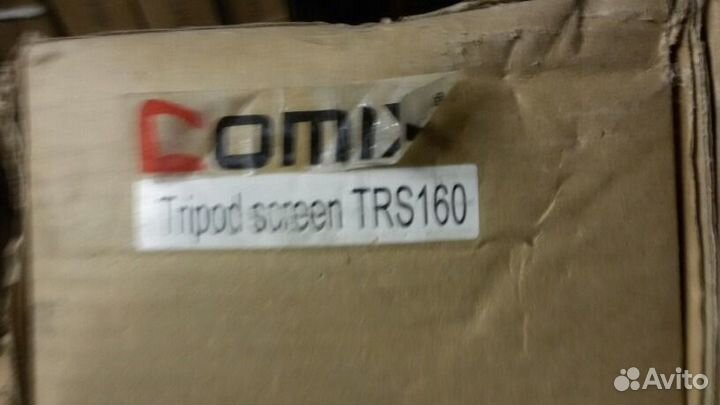 COMIX®
Tripod screen TRS160
Avito